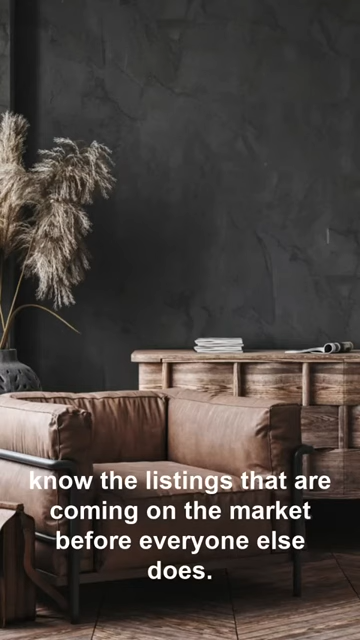 know the listings that are
coming on the market
before everyone else
does.